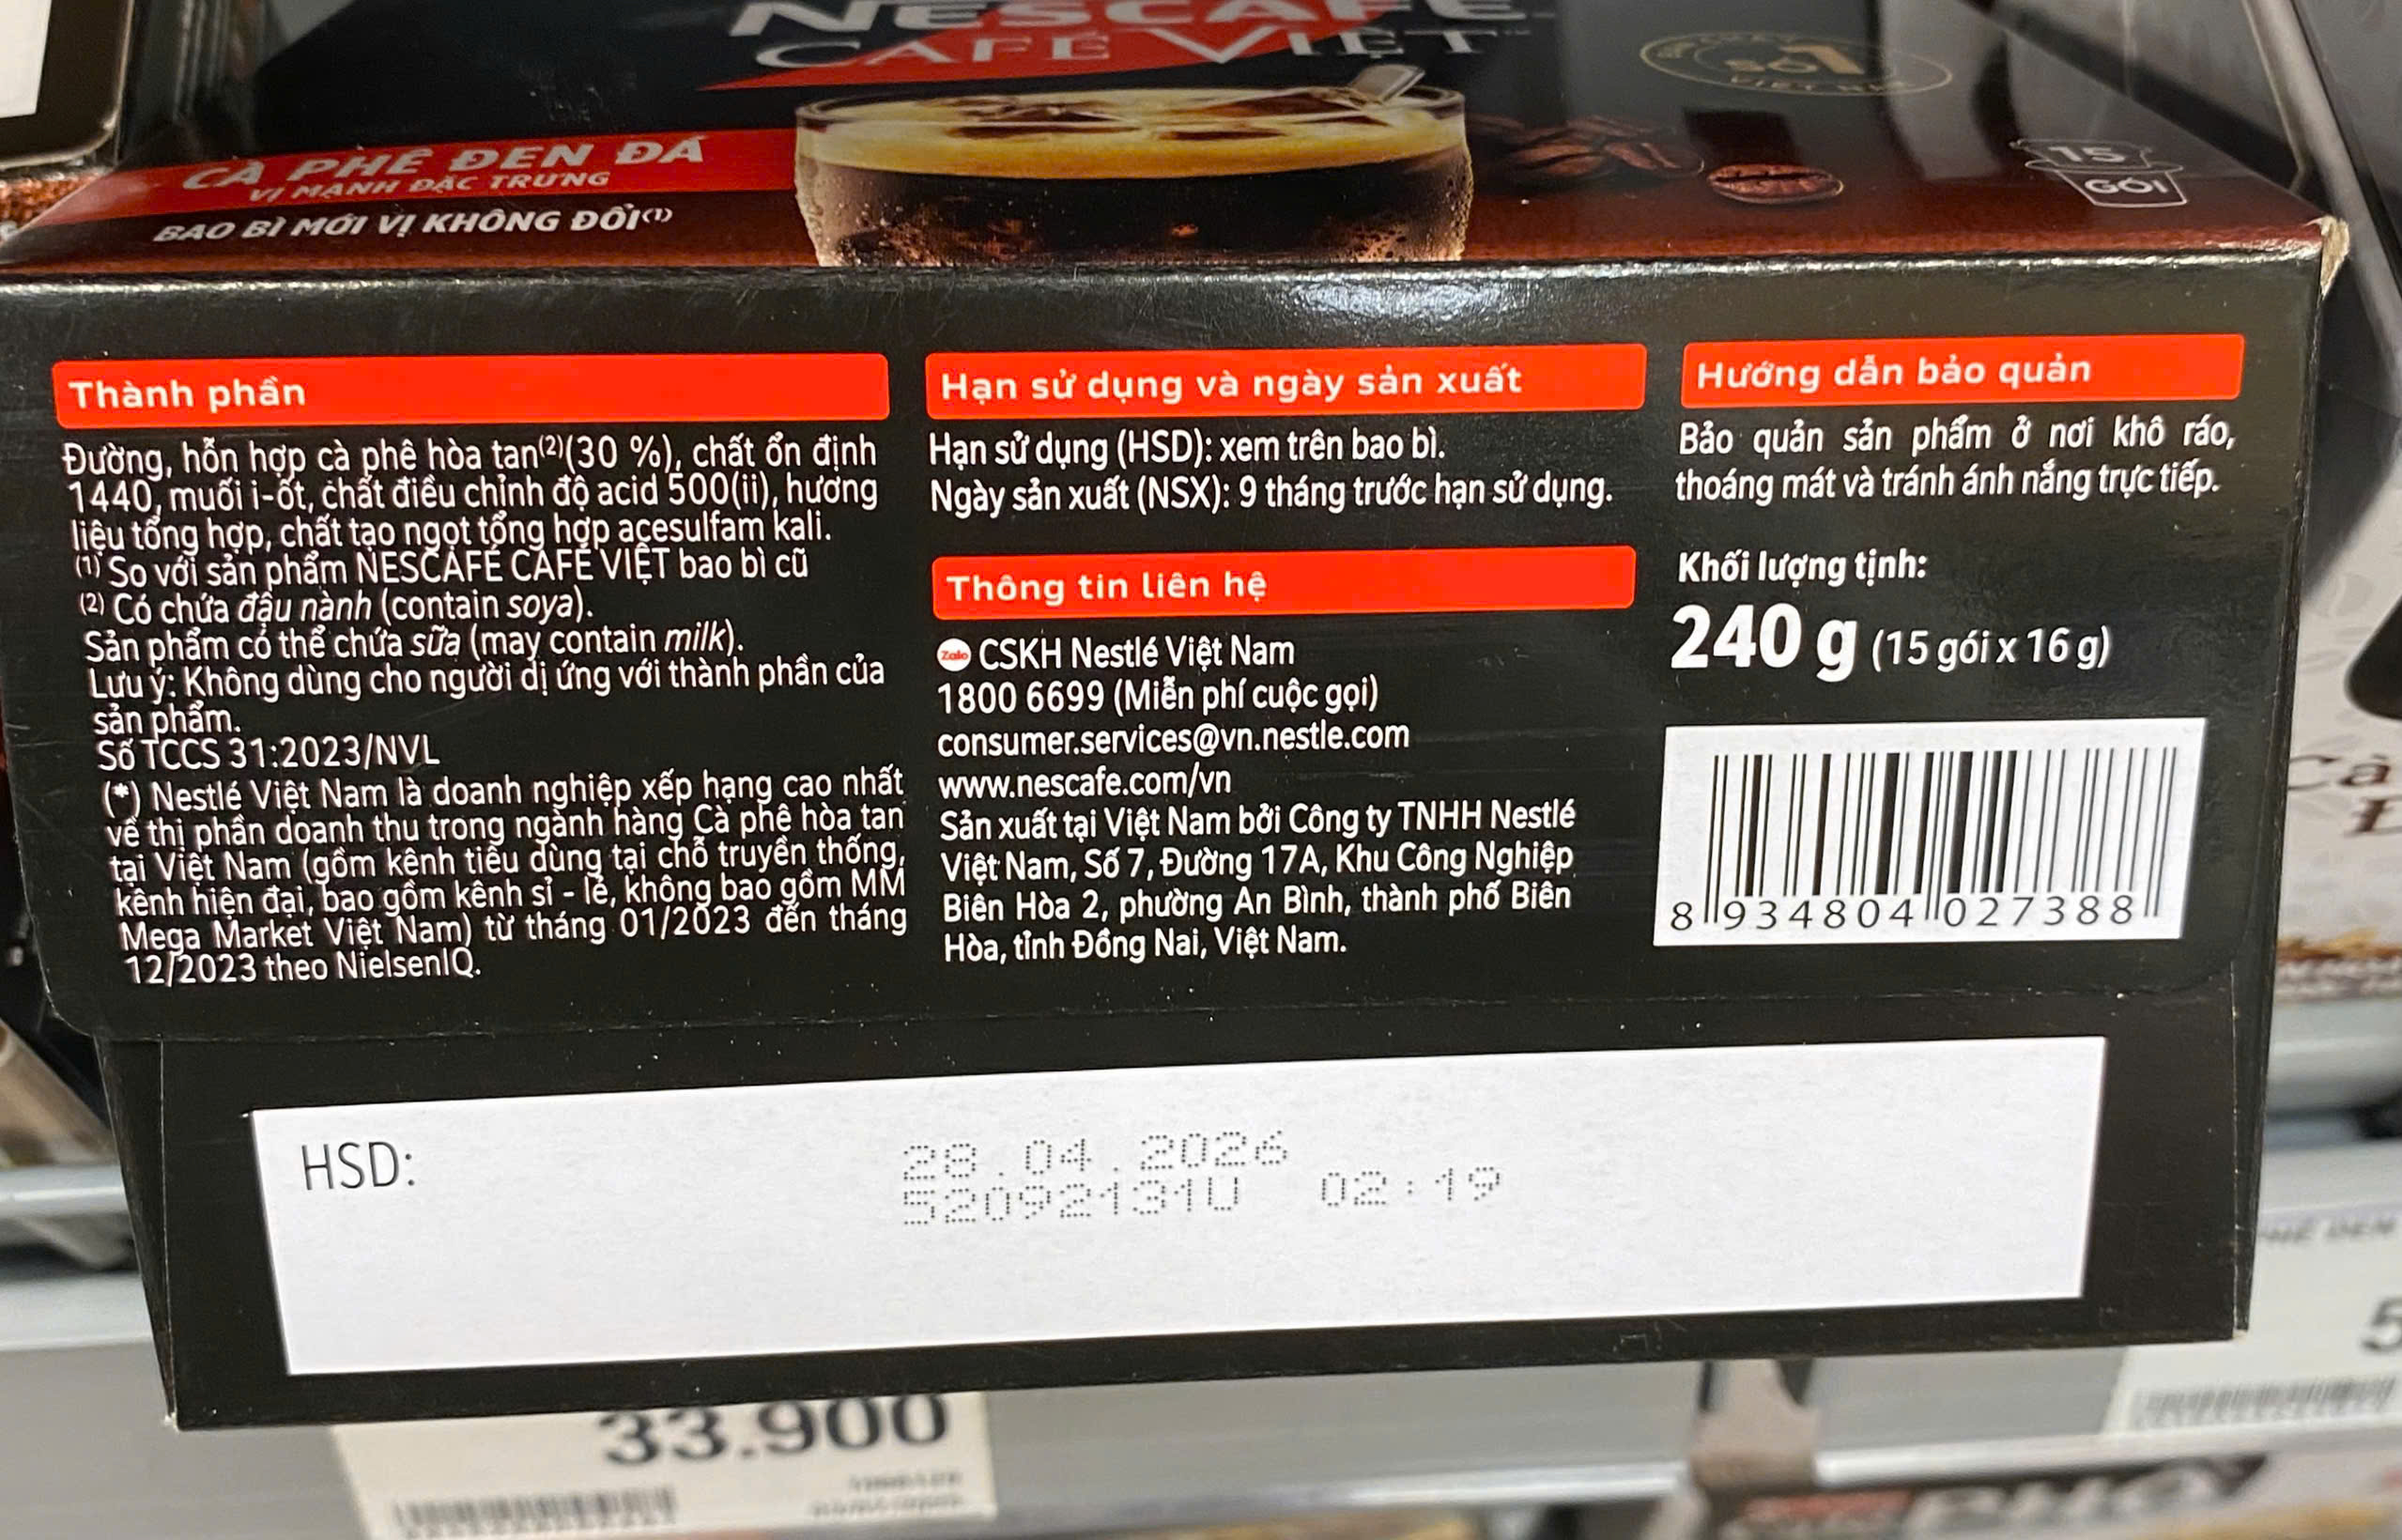 NESCAFÉ
CAFÉ VIỆT
SỐ 1
CÀ PHÊ ĐEN ĐÁ
VỊ MẠNH ĐẶC TRƯNG
BAO BÌ MỚI VỊ KHÔNG ĐỔI(1)
15
GÓI
Thành phần
Đường, hỗn hợp cà phê hòa tan(2)(30 %), chất ổn định
1440, muối i-ốt, chất điều chỉnh độ acid 500(ii), hương
liệu tổng hợp, chất tạo ngọt tổng hợp acesulfam kali.
(1) So với sản phẩm NESCAFÉ CAFÉ VIỆT bao bì cũ
(2) Có chứa đậu nành (contain soya).
Sản phẩm có thể chứa sữa (may contain milk).
Lưu ý: Không dùng cho người dị ứng với thành phần của
sản phẩm.
Số TCCS 31:2023/NVL
(*) Nestlé Việt Nam là doanh nghiệp xếp hạng cao nhất
về thị phần doanh thu trong ngành hàng Cà phê hòa tan
tại Việt Nam (gồm kênh tiêu dùng tại chỗ truyền thống,
kênh hiện đại, bao gồm kênh sỉ - lẻ, không bao gồm MM
Mega Market Việt Nam) từ tháng 01/2023 đến tháng
12/2023 theo NielsenIQ.
Hạn sử dụng và ngày sản xuất
Hạn sử dụng (HSD): xem trên bao bì.
Ngày sản xuất (NSX): 9 tháng trước hạn sử dụng.
Thông tin liên hệ
Zalo CSKH Nestlé Việt Nam
1800 6699 (Miễn phí cuộc gọi)
consumer.services@vn.nestle.com
www.nescafe.com/vn
Sản xuất tại Việt Nam bởi Công ty TNHH Nestlé
Việt Nam, Số 7, Đường 17A, Khu Công Nghiệp
Biên Hòa 2, phường An Bình, thành phố Biên
Hòa, tỉnh Đồng Nai, Việt Nam.
Hướng dẫn bảo quản
Bảo quản sản phẩm ở nơi khô ráo,
thoáng mát và tránh ánh nắng trực tiếp.
Khối lượng tịnh:
240 g (15 gói x 16 g)
8 934804 027388
HSD:
28.04.2026
52092131U 02:19
33.900